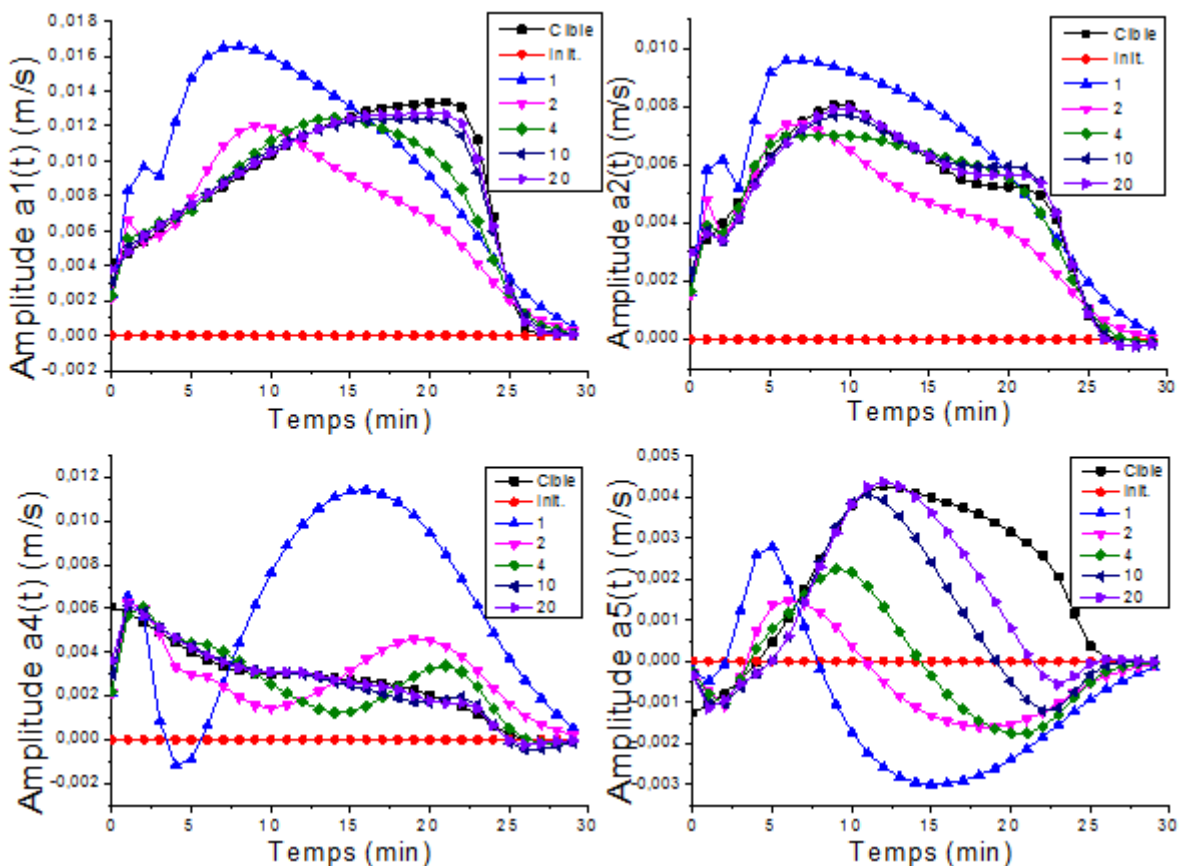 Amplitude a1(t) (m/s)
0,018
0,016
0,014
0,012
0,010
0,008
0,006
0,004
0,002
0,000
-0,002
Cible
Init.
1
2
4
10
20
0 5 10 15 20 25 30
Temps (min)
Amplitude a2(t) (m/s)
0,010
0,008
0,006
0,004
0,002
0,000
Cible
Init.
1
2
4
10
20
0 5 10 15 20 25 30
Temps (min)
Amplitude a4(t) (m/s)
0,012
0,010
0,008
0,006
0,004
0,002
0,000
-0,002
Cible
Init.
1
2
4
10
20
0 5 10 15 20 25 30
Temps (min)
Amplitude a5(t) (m/s)
0,005
0,004
0,003
0,002
0,001
0,000
-0,001
-0,002
-0,003
Cible
Init.
1
2
4
10
20
0 5 10 15 20 25 30
Temps (min)